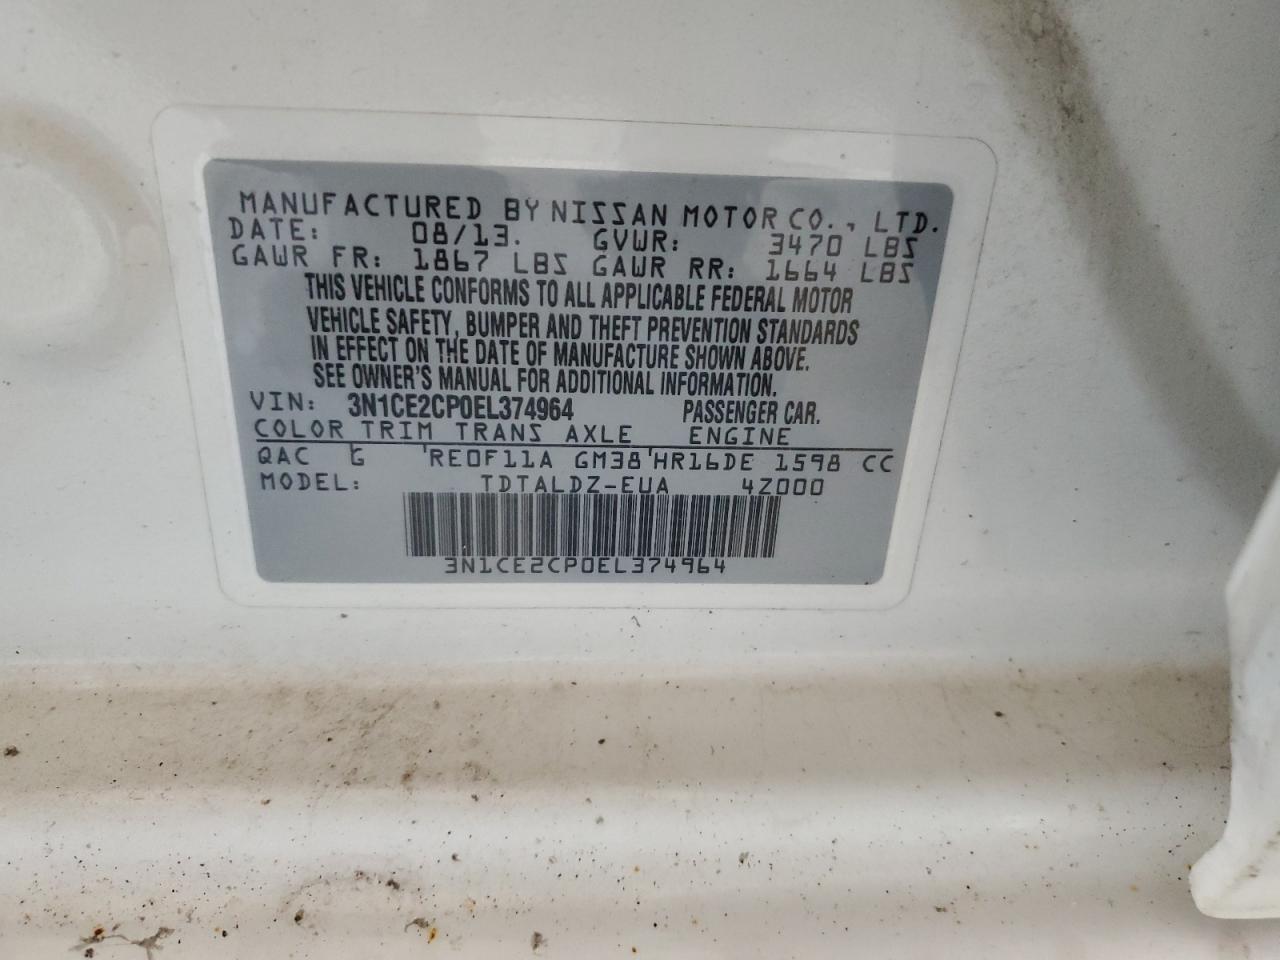 MANUFACTURED BY NISSAN MOTOR CO., LTD.
DATE: 08/13. GVWR: 3470 LBS
GAWR FR: 1867 LBS GAWR RR: 1664 LBS
THIS VEHICLE CONFORMS TO ALL APPLICABLE FEDERAL MOTOR
VEHICLE SAFETY, BUMPER AND THEFT PREVENTION STANDARDS
IN EFFECT ON THE DATE OF MANUFACTURE SHOWN ABOVE.
SEE OWNER'S MANUAL FOR ADDITIONAL INFORMATION.
VIN: 3N1CE2CP0EL374964 PASSENGER CAR.
COLOR TRIM TRANS AXLE ENGINE
QAC G RE0F11A GM38 HR16DE 1598 CC
MODEL: TDTALDZ-EUA 4Z000
3N1CE2CP0EL374964